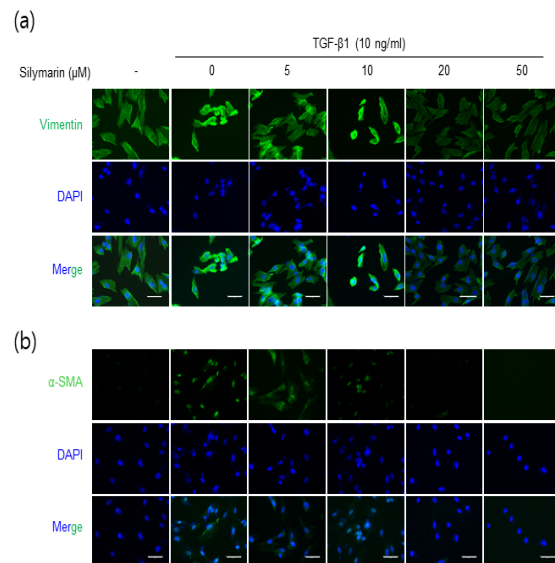 (a)
TGF-β1 (10 ng/ml)
Silymarin (μM) - 0 5 10 20 50
Vimentin
DAPI
Merge
(b)
α-SMA
DAPI
Merge